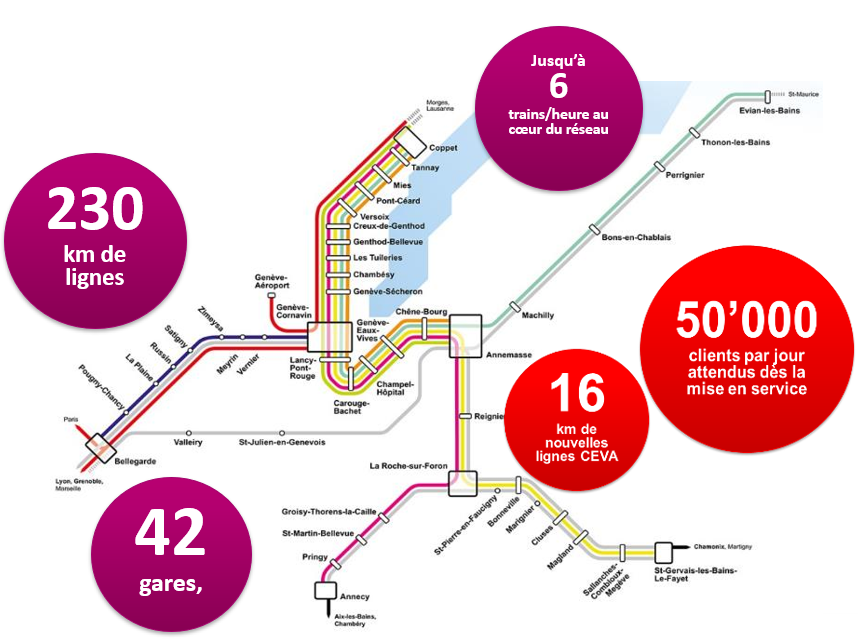 Jusqu'à
6
trains/heure au
cœur du réseau
230
km de
lignes
50'000
clients par jour
attendus dès la
mise en service
16
km de
nouvelles
lignes CEVA
42
gares,
Morges,
Lausanne
Coppet
Tannay
Mies
Pont-Céard
Versoix
Creux-de-Genthod
Genthod-Bellevue
Les Tuileries
Chambésy
Genève-Sécheron
Genève-
Aéroport
Genève-
Cornavin
Genève-
Eaux-
Vives
Chêne-Bourg
Annemasse
Lancy-
Pont-
Rouge
Carouge-
Bachet
Champel-
Hôpital
Zimeysa
Satigny
Russin
La Plaine
Pougny-Chancy
Meyrin
Vernier
Paris
Lyon, Grenoble,
Marseille
Bellegarde
Valleiry
St-Julien-en-Genevois
St-Maurice
Evian-les-Bains
Thonon-les-Bains
Perrignier
Bons-en-Chablais
Machilly
Reignier
La Roche-sur-Foron
Groisy-Thorens-la-Caille
St-Martin-Bellevue
Pringy
Annecy
Aix-les-Bains,
Chambéry
St-Pierre-en-Faucigny
Bonneville
Marignier
Cluses
Magland
Sallanches-
Combloux-
Megève
Chamonix, Martigny
St-Gervais-les-Bains-
Le-Fayet